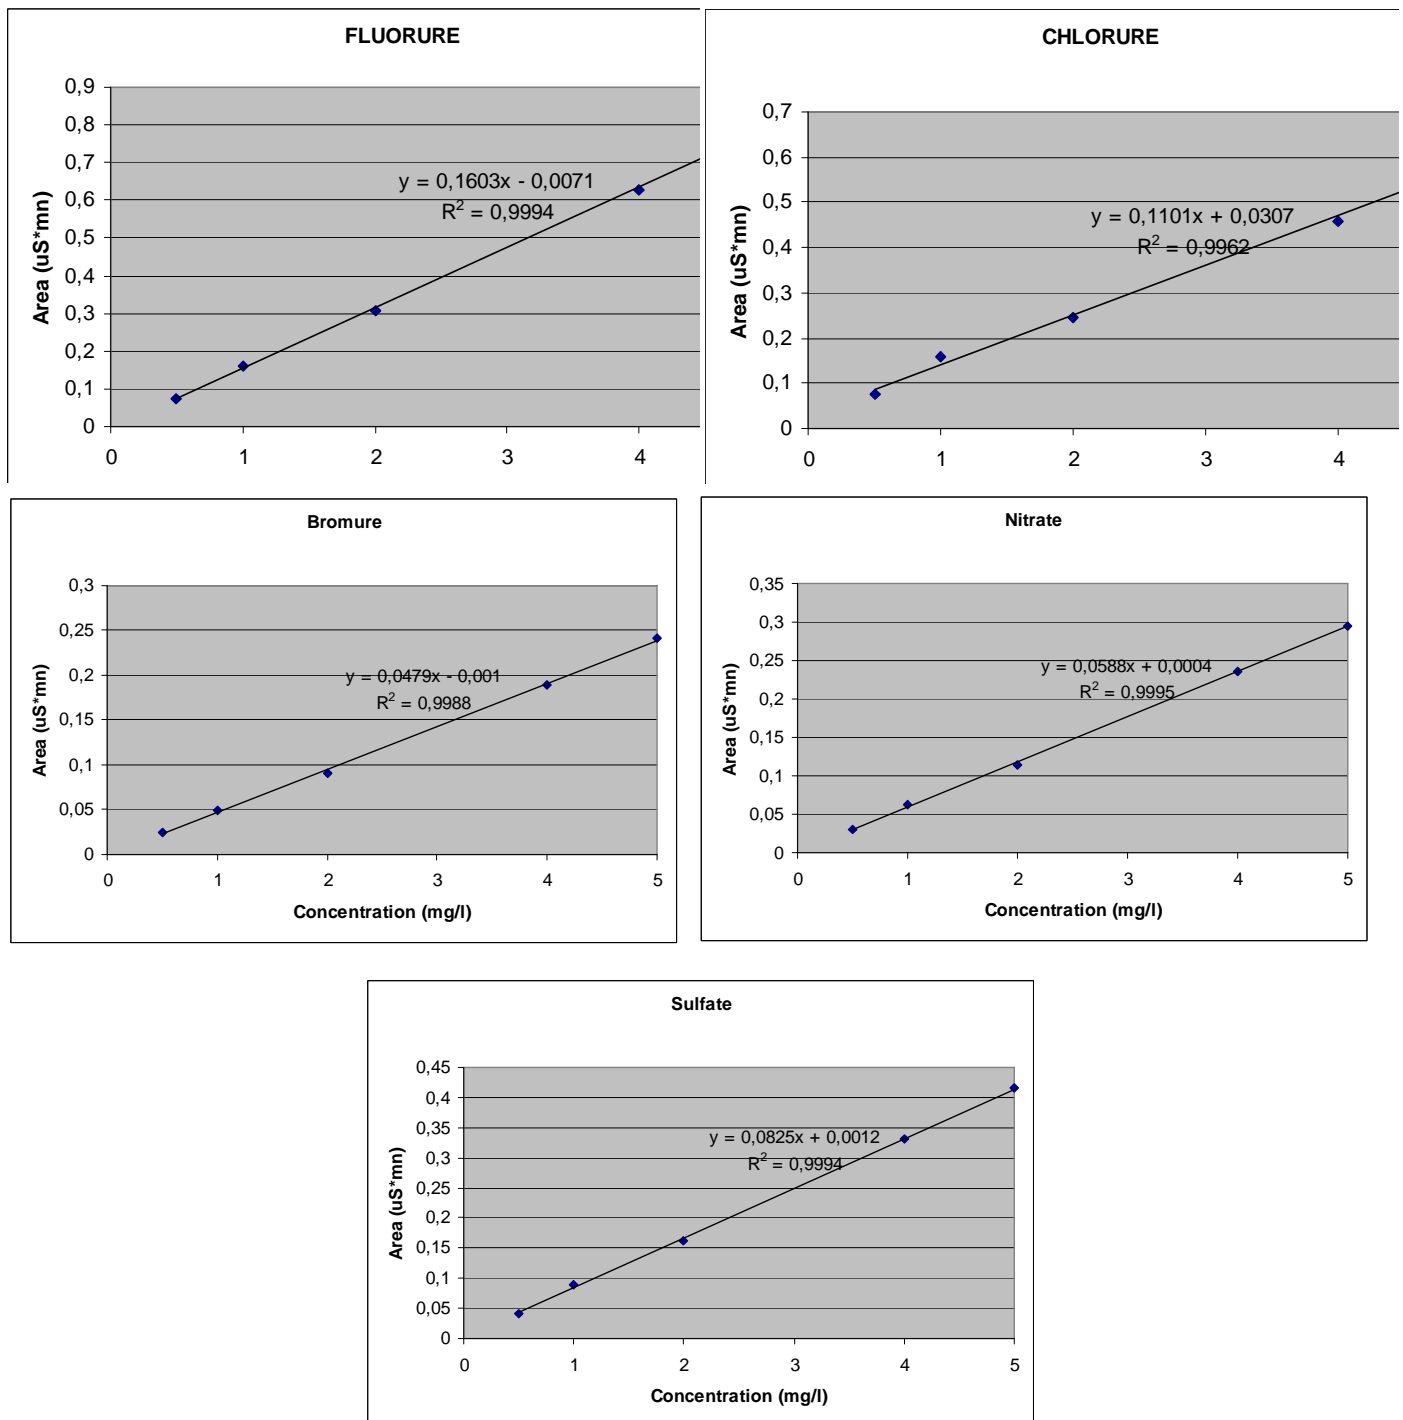 FLUORURE
0,9
0,8
0,7
0,6
0,5
0,4
0,3
0,2
0,1
0
Area (uS*mn)
y = 0,1603x - 0,0071
R² = 0,9994
0 1 2 3 4
CHLORURE
0,7
0,6
0,5
0,4
0,3
0,2
0,1
0
Area (uS*mn)
y = 0,1101x + 0,0307
R² = 0,9962
0 1 2 3 4
Bromure
0,3
0,25
0,2
0,15
0,1
0,05
0
Area (uS*mn)
y = 0,0479x - 0,001
R² = 0,9988
0 1 2 3 4 5
Concentration (mg/l)
Nitrate
0,35
0,3
0,25
0,2
0,15
0,1
0,05
0
Area (uS*mn)
y = 0,0588x + 0,0004
R² = 0,9995
0 1 2 3 4 5
Concentration (mg/l)
Sulfate
0,45
0,4
0,35
0,3
0,25
0,2
0,15
0,1
0,05
0
Area (uS*mn)
y = 0,0825x + 0,0012
R² = 0,9994
0 1 2 3 4 5
Concentration (mg/l)